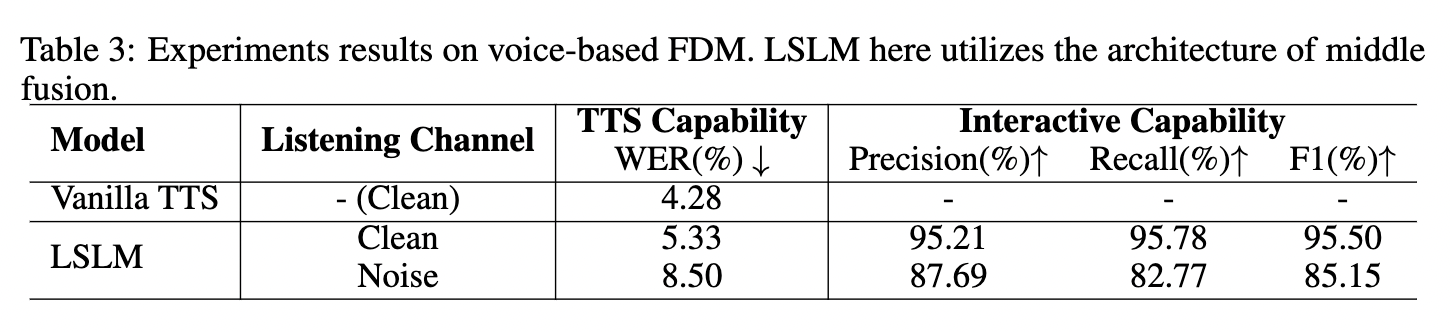 Table 3: Experiments results on voice-based FDM. LSLM here utilizes the architecture of middle
fusion.
Model Listening Channel TTS Capability Interactive Capability
WER(%)↓ Precision(%)↑ Recall(%)↑ F1(%)↑
Vanilla TTS - (Clean) 4.28 - - -
LSLM Clean 5.33 95.21 95.78 95.50
Noise 8.50 87.69 82.77 85.15